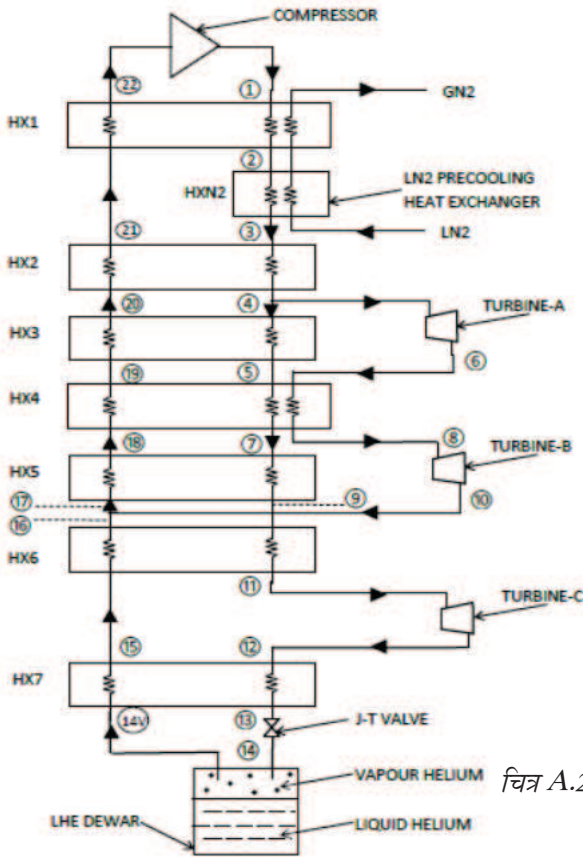 COMPRESSOR
22
1
GN2
HX1
2
HXN2
LN2 PRECOOLING
HEAT EXCHANGER
21
3
LN2
HX2
20
4
TURBINE-A
HX3
19
5
6
HX4
18
7
8
TURBINE-B
HX5
17
9
10
16
HX6
11
TURBINE-C
15
12
HX7
13
J-T VALVE
14V
14
VAPOUR HELIUM
चित्र A.2
LHE DEWAR
LIQUID HELIUM